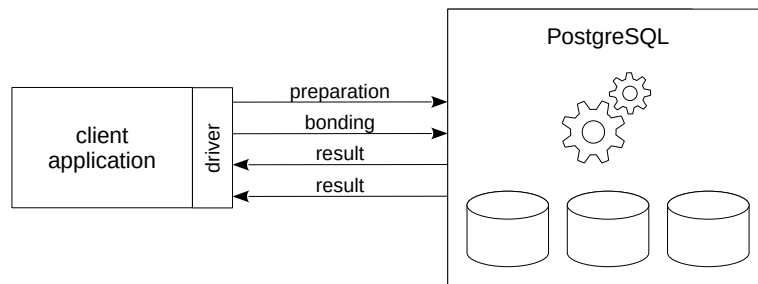 PostgreSQL
preparation
client
application
driver
bonding
result
result